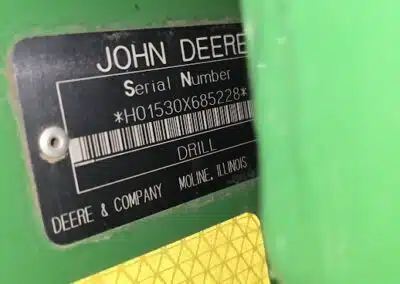 JOHN DEERE
Serial Number
*H01530X685228*
DRILL
DEERE & COMPANY MOLINE, ILLINOIS